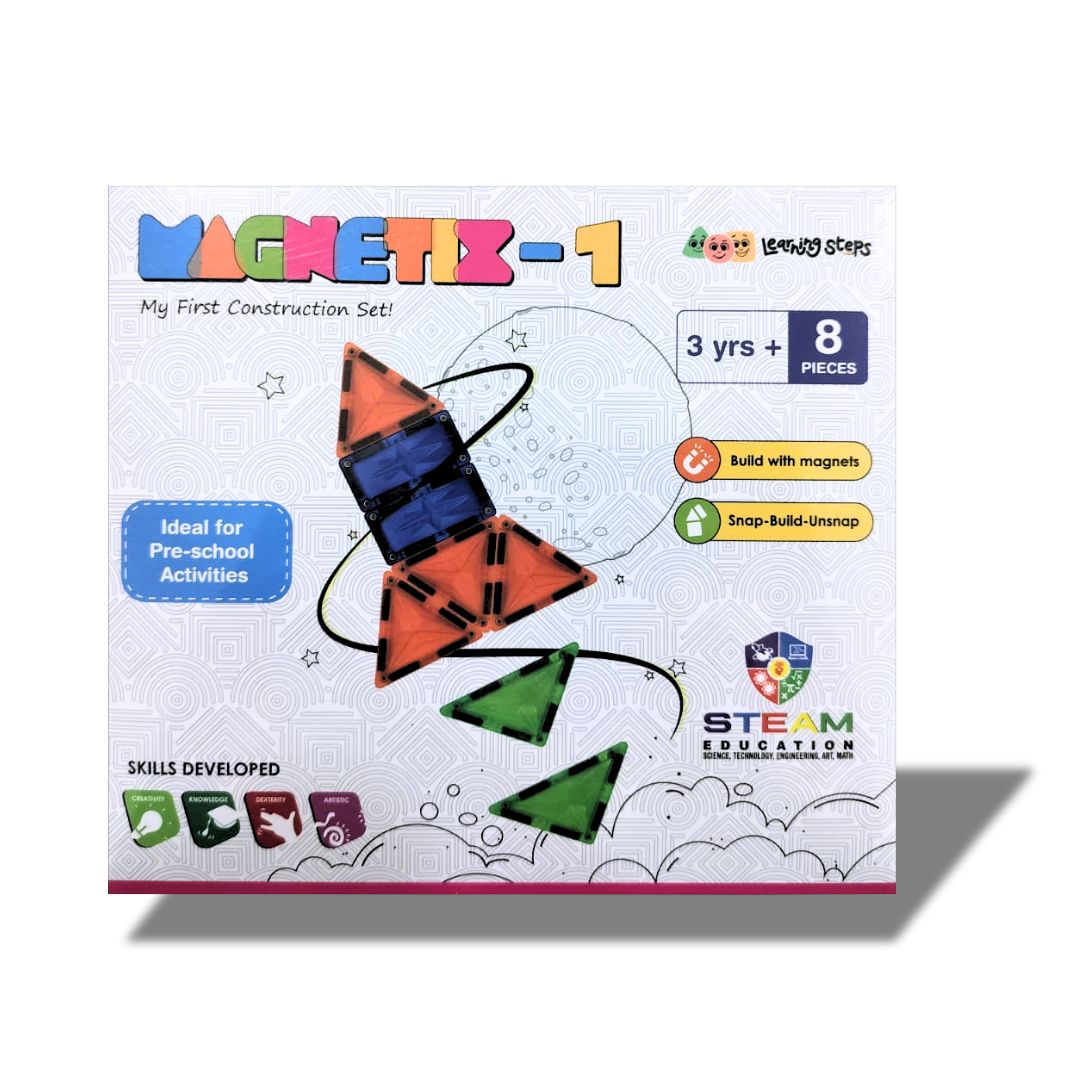 MAGNETIX-1
My First Construction Set!
Learning Steps
3 yrs +
8
PIECES
Build with magnets
Snap-Build-Unsnap
Ideal for
Pre-school
Activities
STEAM
EDUCATION
SCIENCE, TECHNOLOGY, ENGINEERING, ART, MATH
SKILLS DEVELOPED
CREATIVITY
KNOWLEDGE
DEXTERITY
ARTISTIC